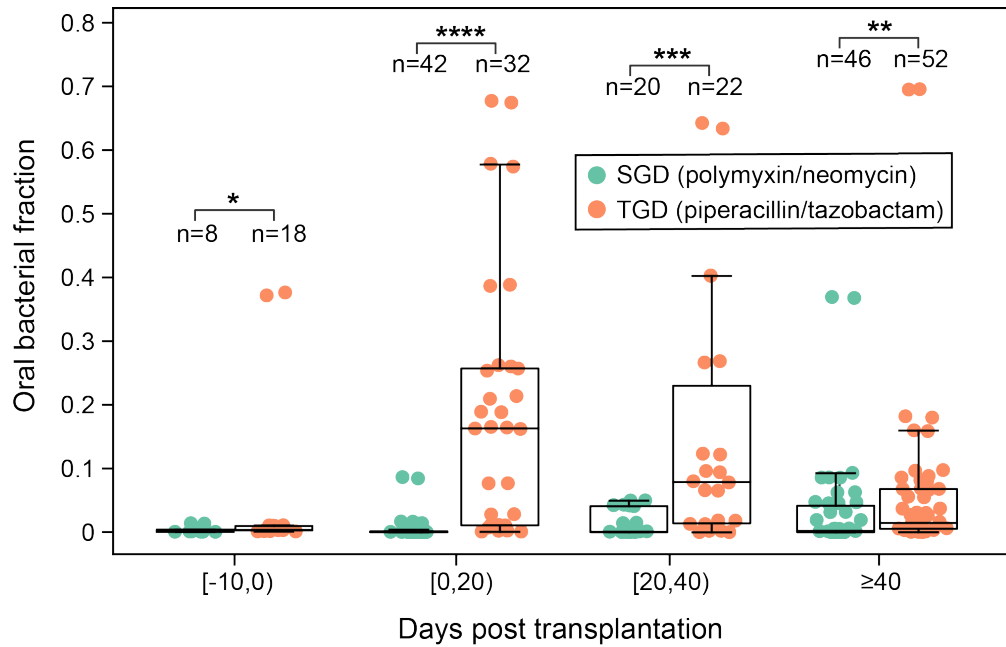 0.8
****
**
n=42 n=32
***
n=46 n=52
0.7
n=20 n=22
0.6
SGD (polymyxin/neomycin)
TGD (piperacillin/tazobactam)
0.5
*
n=8 n=18
0.4
0.3
0.2
0.1
0
Oral bacterial fraction
[-10,0) [0,20) [20,40) ≥40
Days post transplantation